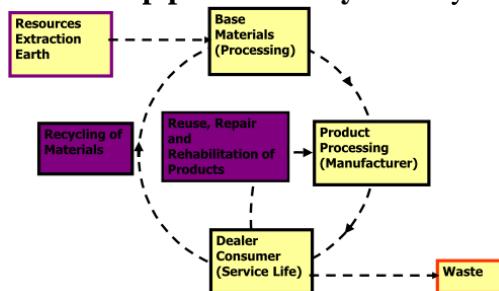 Resources
Extraction
Earth
Base
Materials
(Processing)
Recycling of
Materials
Reuse, Repair
and
Rehabilitation of
Products
Product
Processing
(Manufacturer)
Dealer
Consumer
(Service Life)
Waste